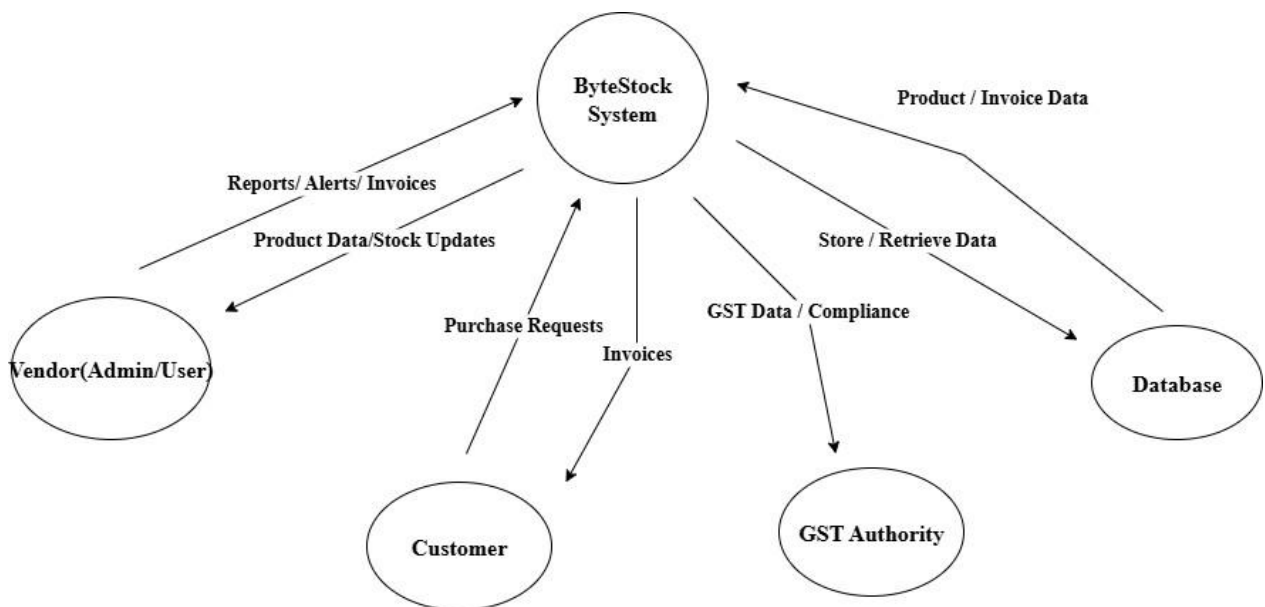 ByteStock
System
Product / Invoice Data
Reports/ Alerts/ Invoices
Product Data/Stock Updates
Store / Retrieve Data
GST Data / Compliance
Purchase Requests
Invoices
Vendor(Admin/User)
Database
Customer
GST Authority